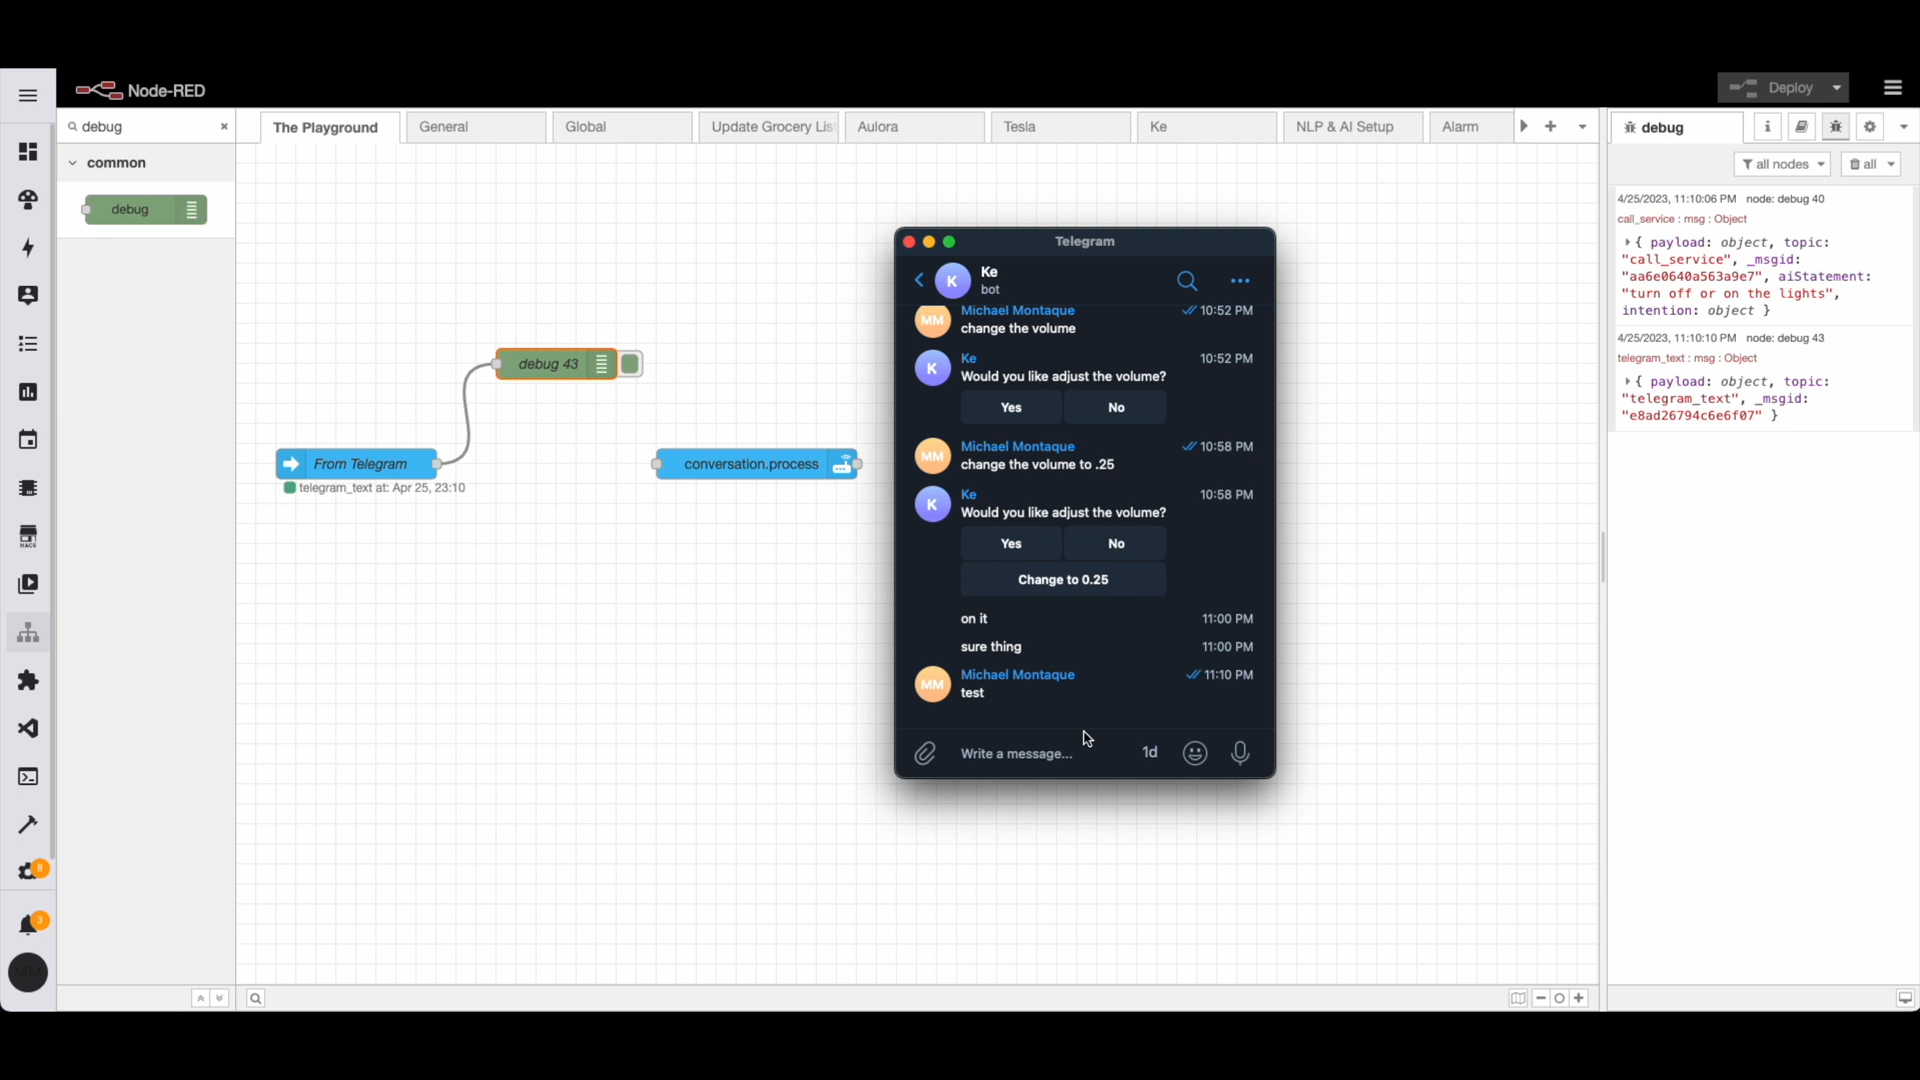 Node-RED
Deploy
debug
The Playground
General
Global
Update Grocery Lis
Aulora
Tesla
Ke
NLP & AI Setup
Alarm
debug
i
common
all nodes
all
debug
4/25/2023, 11:10:06 PM node: debug 40
call_service : msg : Object
{ payload: object, topic:
"call_service", _msgid:
"aa6e0640a563a9e7", aiStatement:
"turn off or on the lights",
intention: object }
4/25/2023, 11:10:10 PM node: debug 43
telegram_text : msg : Object
{ payload: object, topic:
"telegram_text", _msgid:
"e8ad26794c6e6f07" }
debug 43
From Telegram
telegram_text at: Apr 25, 23:10
conversation.process
Telegram
K
Ke
bot
MM
Michael Montaque
10:52 PM
change the volume
K
Ke
10:52 PM
Would you like adjust the volume?
Yes
No
MM
Michael Montaque
10:58 PM
change the volume to .25
K
Ke
10:58 PM
Would you like adjust the volume?
Yes
No
Change to 0.25
on it
11:00 PM
sure thing
11:00 PM
MM
Michael Montaque
11:10 PM
test
Write a message...
1d
HACS
8
3
MM